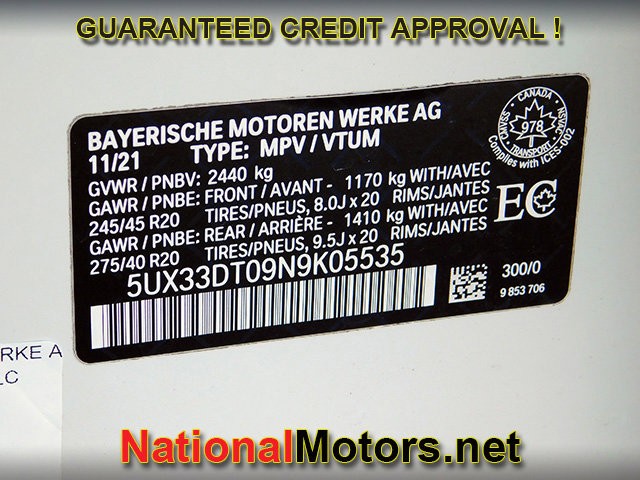 GUARANTEED CREDIT APPROVAL !
BAYERISCHE MOTOREN WERKE AG
11/21 TYPE: MPV / VTUM
GVWR / PNBV: 2440 kg
GAWR / PNBE: FRONT / AVANT - 1170 kg WITH/AVEC
245/45 R20 TIRES/PNEUS, 8.0J x 20 RIMS/JANTES
GAWR / PNBE: REAR / ARRIÈRE - 1410 kg WITH/AVEC
275/40 R20 TIRES/PNEUS, 9.5J x 20 RIMS/JANTES
5UX33DT09N9K05535
CANADA
978
TRANSPORT
Complies with ICES-002
EC
300/0
9 853 706
ERKE A
LC
NationalMotors.net